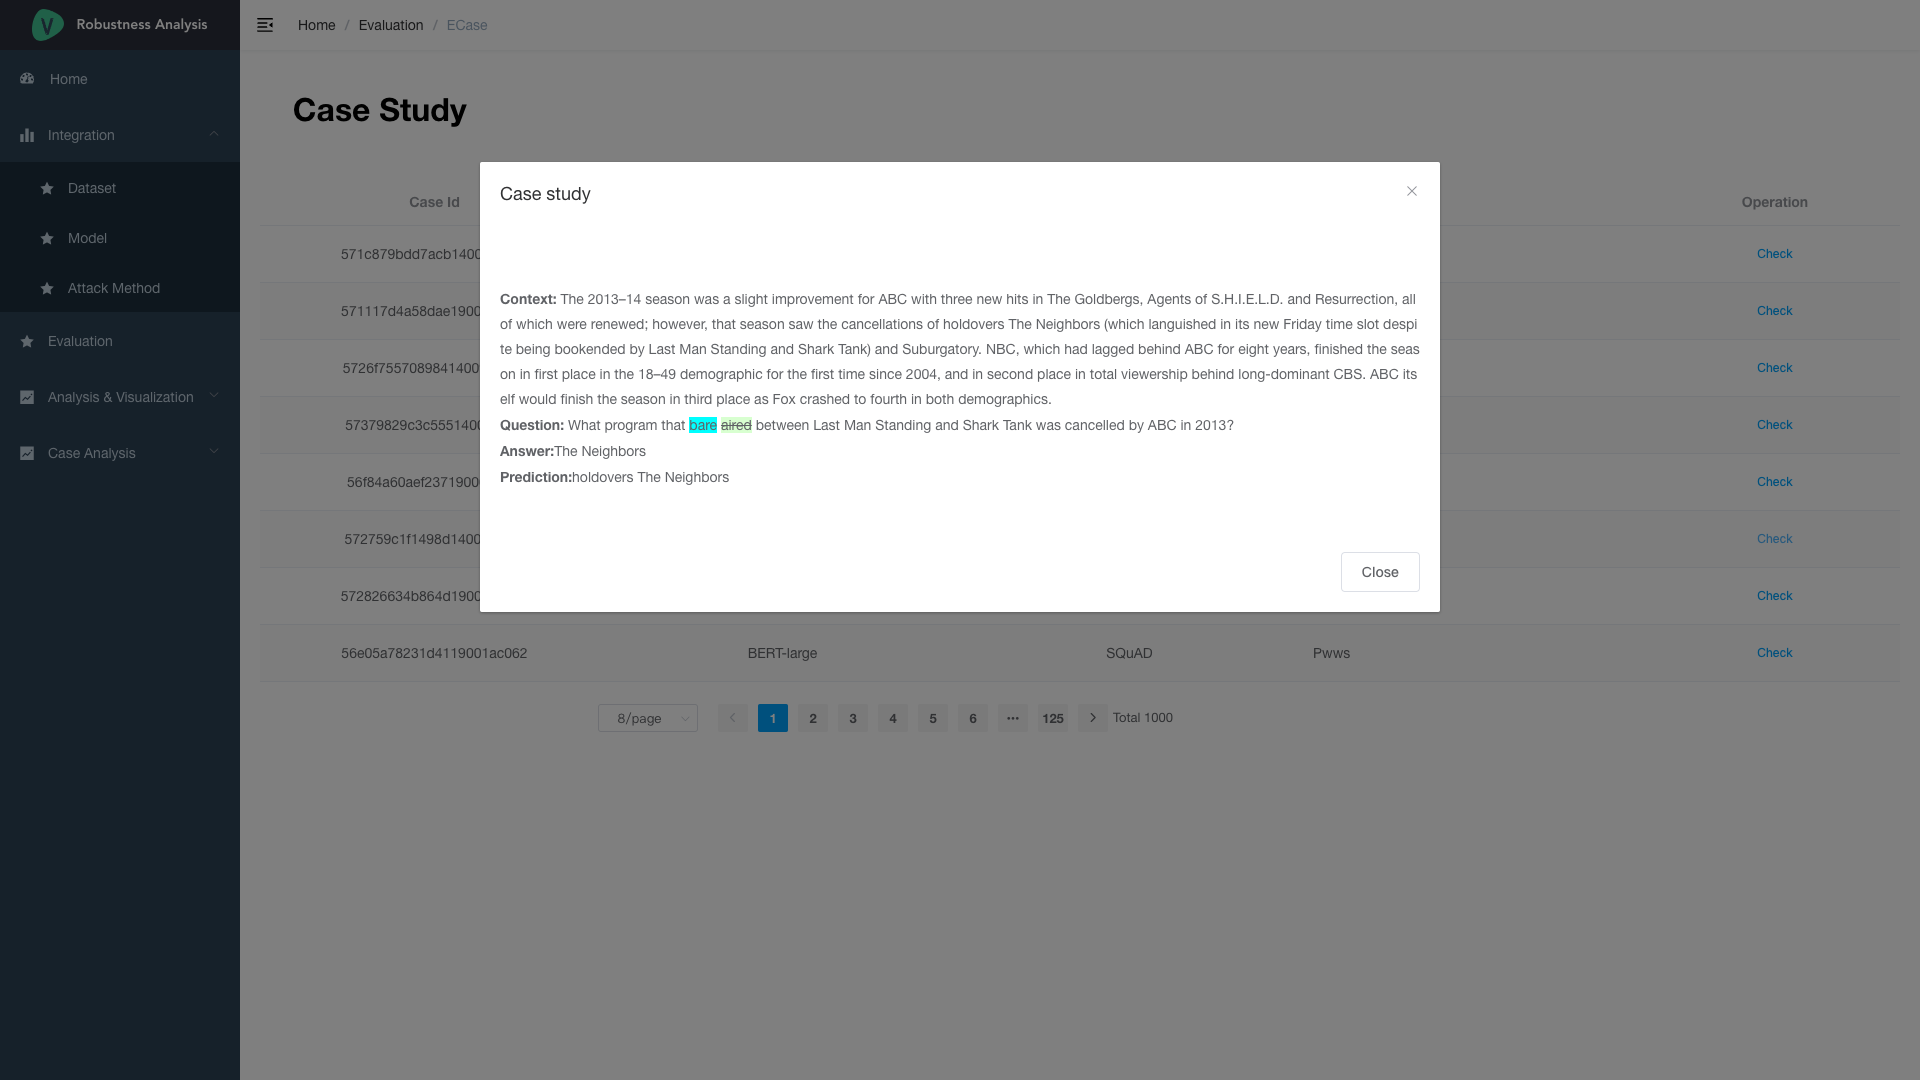 Robustness Analysis
Home / Evaluation / ECase
Home
Integration
Dataset
Model
Attack Method
Evaluation
Analysis & Visualization
Case Analysis
Case Study
Case Id Operation
571c879bdd7acb1400 Check
571117d4a58dae1900 Check
5726f7557089841400 Check
57379829c3c5551400 Check
56f84a60aef2371900 Check
572759c1f1498d1400 Check
572826634b864d1900 Check
56e05a78231d4119001ac062 BERT-large SQuAD Pwws Check
8/page 1 2 3 4 5 6 ••• 125 Total 1000
Case study
Context: The 2013–14 season was a slight improvement for ABC with three new hits in The Goldbergs, Agents of S.H.I.E.L.D. and Resurrection, all
of which were renewed; however, that season saw the cancellations of holdovers The Neighbors (which languished in its new Friday time slot despi
te being bookended by Last Man Standing and Shark Tank) and Suburgatory. NBC, which had lagged behind ABC for eight years, finished the seas
on in first place in the 18–49 demographic for the first time since 2004, and in second place in total viewership behind long-dominant CBS. ABC its
elf would finish the season in third place as Fox crashed to fourth in both demographics.
Question: What program that bare aired between Last Man Standing and Shark Tank was cancelled by ABC in 2013?
Answer:The Neighbors
Prediction:holdovers The Neighbors
Close